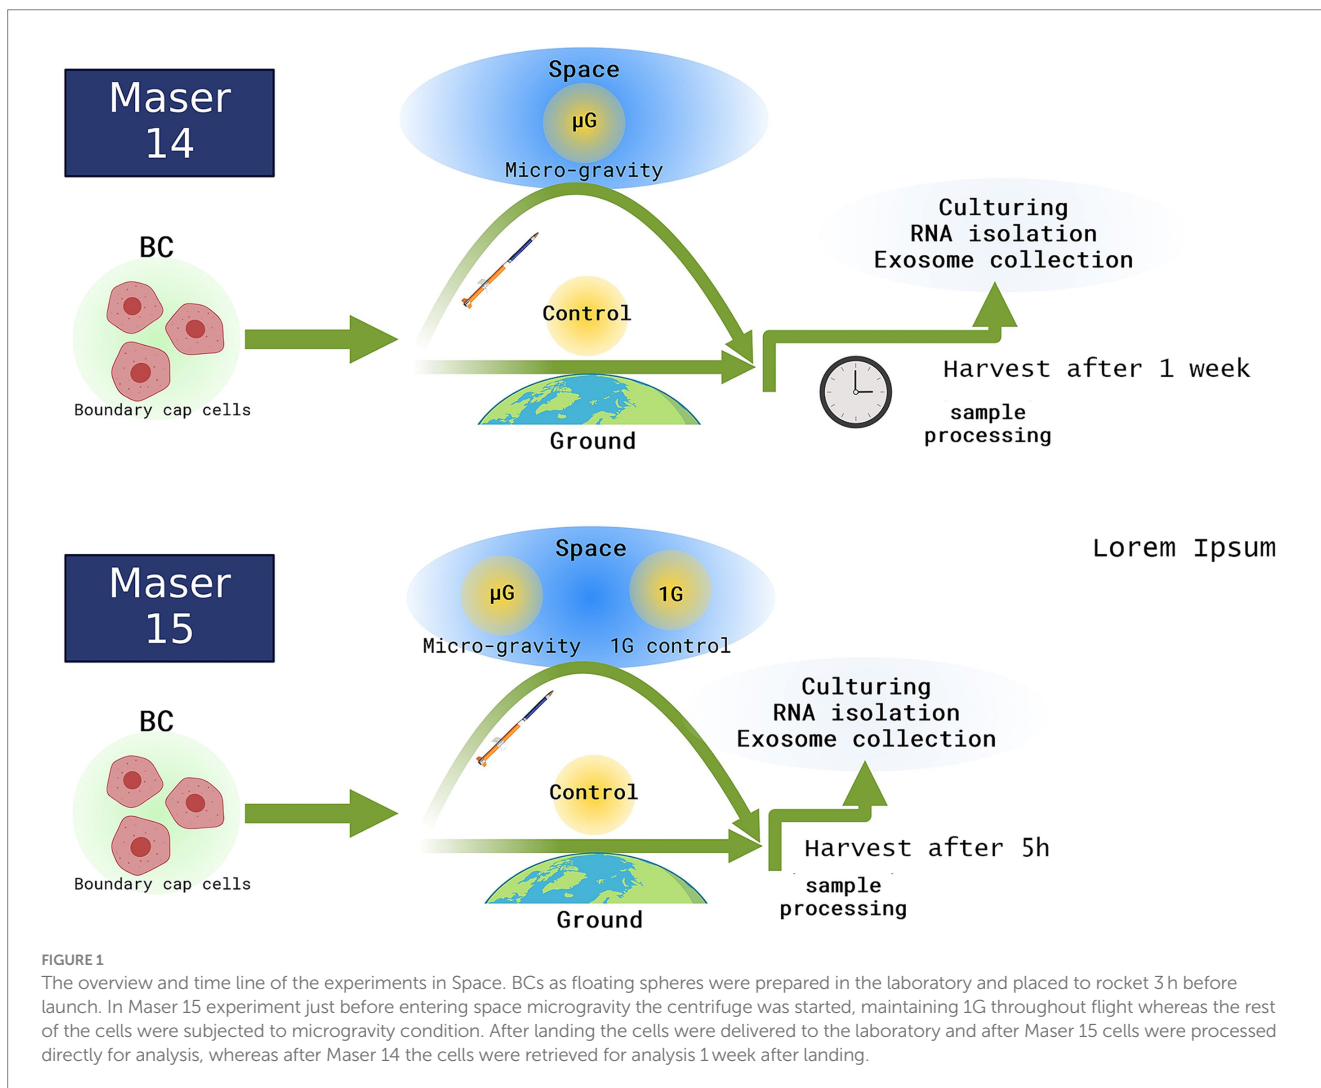 Maser
14
Space
µG
Micro-gravity
BC
Boundary cap cells
Control
Ground
Culturing
RNA isolation
Exosome collection
Harvest after 1 week
sample
processing
Lorem Ipsum
Maser
15
Space
µG
1G
Micro-gravity
1G control
BC
Boundary cap cells
Control
Ground
Culturing
RNA isolation
Exosome collection
Harvest after 5h
sample
processing
FIGURE 1
The overview and time line of the experiments in Space. BCs as floating spheres were prepared in the laboratory and placed to rocket 3 h before
launch. In Maser 15 experiment just before entering space microgravity the centrifuge was started, maintaining 1G throughout flight whereas the rest
of the cells were subjected to microgravity condition. After landing the cells were delivered to the laboratory and after Maser 15 cells were processed
directly for analysis, whereas after Maser 14 the cells were retrieved for analysis 1 week after landing.